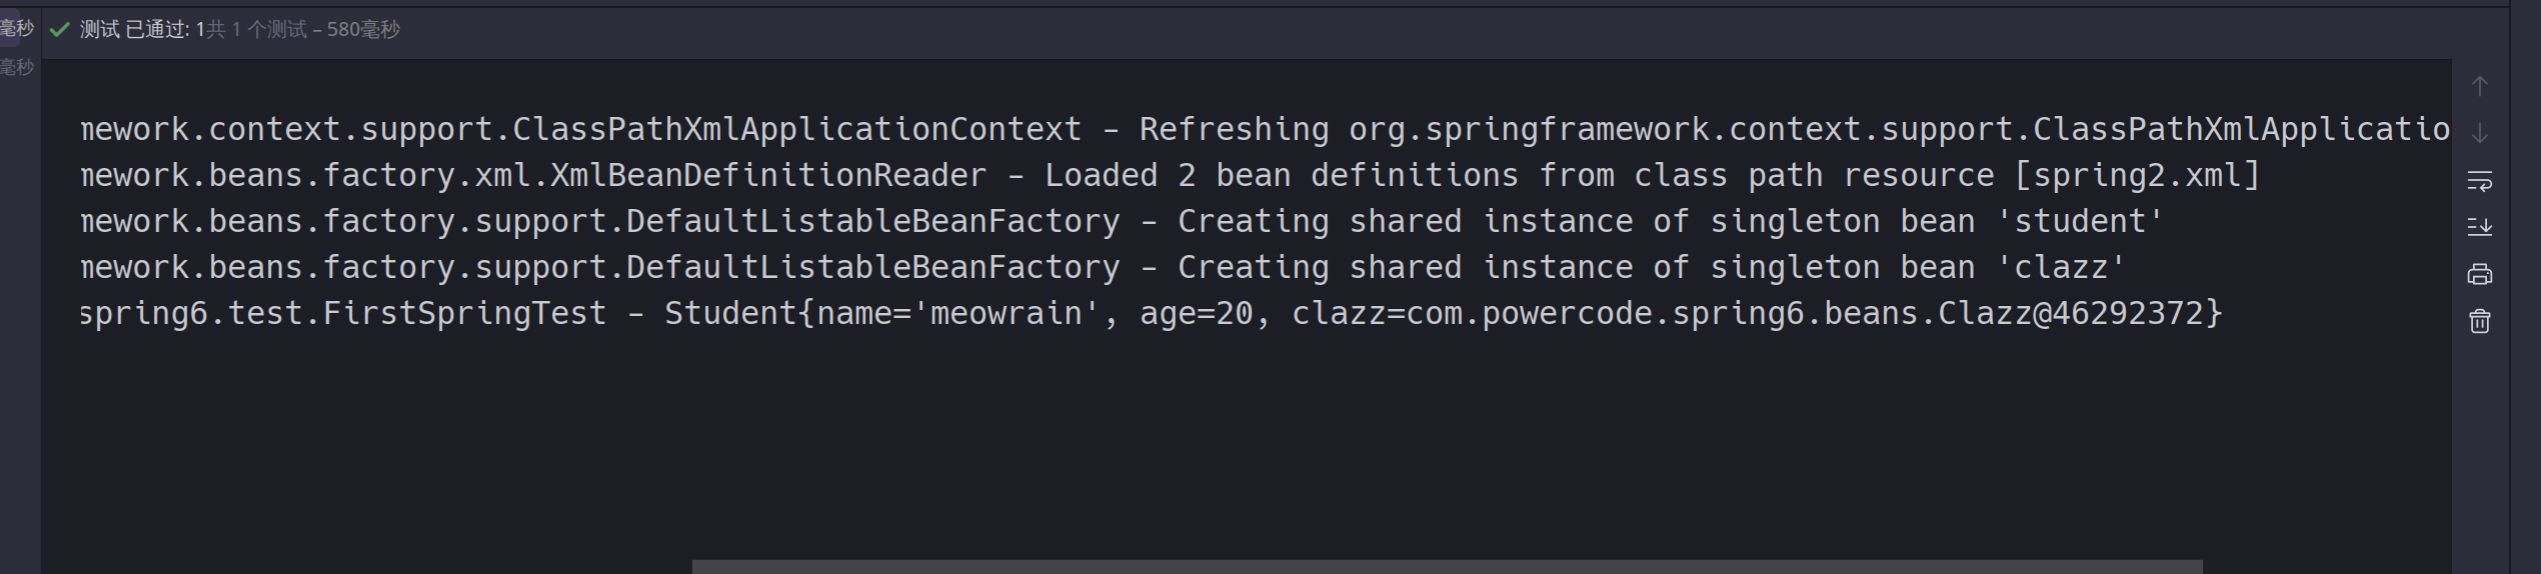 毫秒
测试 已通过: 1共 1 个测试 – 580毫秒
毫秒
mework.context.support.ClassPathXmlApplicationContext - Refreshing org.springframework.context.support.ClassPathXmlApplicatio
mework.beans.factory.xml.XmlBeanDefinitionReader - Loaded 2 bean definitions from class path resource [spring2.xml]
mework.beans.factory.support.DefaultListableBeanFactory - Creating shared instance of singleton bean 'student'
mework.beans.factory.support.DefaultListableBeanFactory - Creating shared instance of singleton bean 'clazz'
spring6.test.FirstSpringTest - Student{name='meowrain', age=20, clazz=com.powercode.spring6.beans.Clazz@46292372}